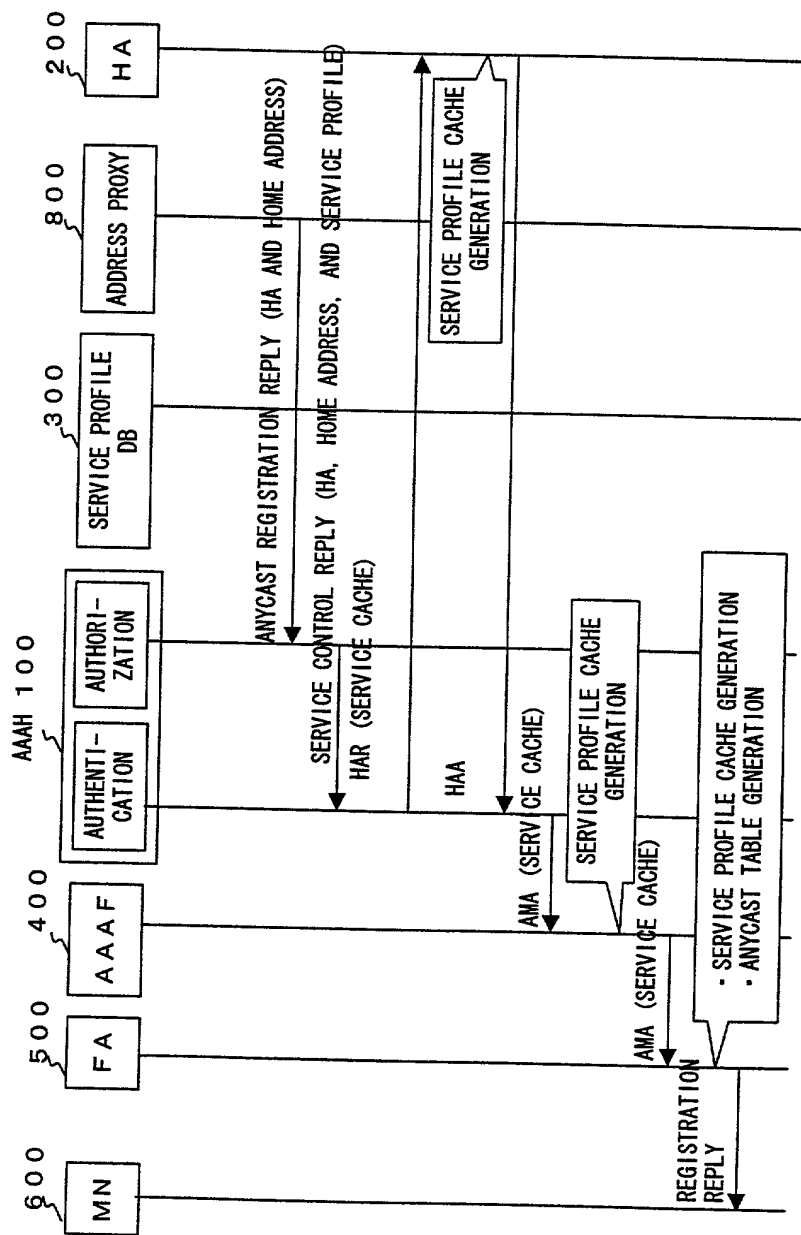 600
MN
500
FA
400
AAAF
AAAH 100
AUTHENTI-
CATION
AUTHORI-
ZATION
300
SERVICE PROFILE
DB
800
ADDRESS PROXY
200
HA
ANYCAST REGISTRATION REPLY (HA AND HOME ADDRESS)
SERVICE CONTROL REPLY (HA, HOME ADDRESS, AND SERVICE PROFILE)
HAR (SERVICE CACHE)
SERVICE PROFILE CACHE
GENERATION
HAA
AMA (SERVICE CACHE)
SERVICE PROFILE CACHE
GENERATION
AMA (SERVICE CACHE)
・SERVICE PROFILE CACHE GENERATION
・ANYCAST TABLE GENERATION
REGISTRATION
REPLY